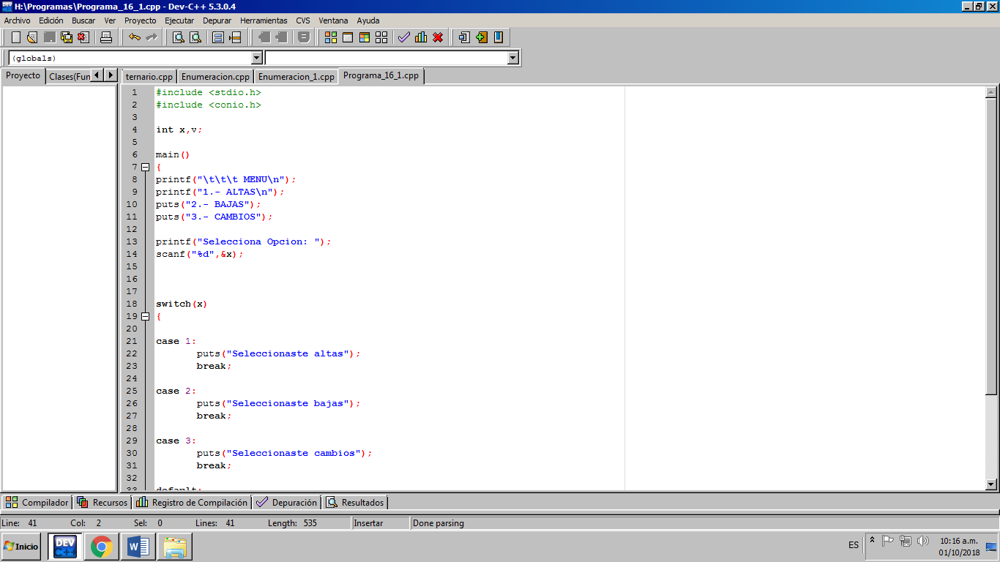 H:\Programas\Programa_16_1.cpp - Dev-C++ 5.3.0.4
Archivo Edición Buscar Ver Proyecto Ejecutar Depurar Herramientas CVS Ventana Ayuda
(globals)
Proyecto Clases(Fun ternario.cpp Enumeracion.cpp Enumeracion_1.cpp Programa_16_1.cpp
1 #include <stdio.h>
2 #include <conio.h>
3
4 int x,v;
5
6 main()
7 {
8 printf("\t\t\t MENU\n");
9 printf("1.- ALTAS\n");
10 puts("2.- BAJAS");
11 puts("3.- CAMBIOS");
12
13 printf("Selecciona Opcion: ");
14 scanf("%d",&x);
15
16
17
18 switch(x)
19 {
20
21 case 1:
22 puts("Seleccionaste altas");
23 break;
24
25 case 2:
26 puts("Seleccionaste bajas");
27 break;
28
29 case 3:
30 puts("Seleccionaste cambios");
31 break;
32
33 default:
Compilador Recursos Registro de Compilación Depuración Resultados
Line: 41 Col: 2 Sel: 0 Lines: 41 Length: 535 Insertar Done parsing
Inicio DEV C++ ES 10:16 a.m.
01/10/2018